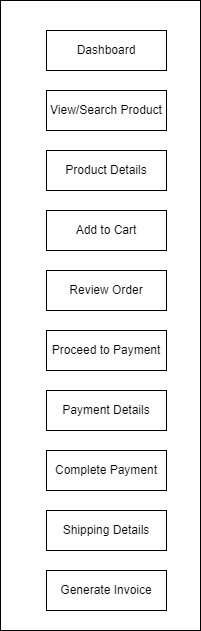 Dashboard
View/Search Product
Product Details
Add to Cart
Review Order
Proceed to Payment
Payment Details
Complete Payment
Shipping Details
Generate Invoice